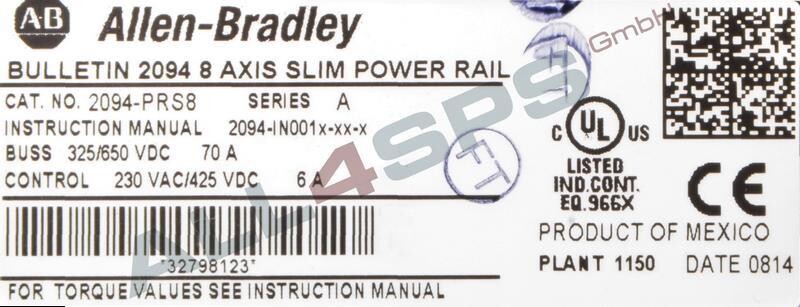 AB Allen-Bradley
BULLETIN 2094 8 AXIS SLIM POWER RAIL
CAT. NO. 2094-PRS8 SERIES A
INSTRUCTION MANUAL 2094-IN001x-xx-x
BUSS 325/650 VDC 70 A
CONTROL 230 VAC/425 VDC 6 A
32798123*
FOR TORQUE VALUES SEE INSTRUCTION MANUAL
FT
C UL US
LISTED
IND.CONT.
EQ.966X
CE
PRODUCT OF MEXICO
PLANT 1150 DATE 0814
ALL4SPS GmbH